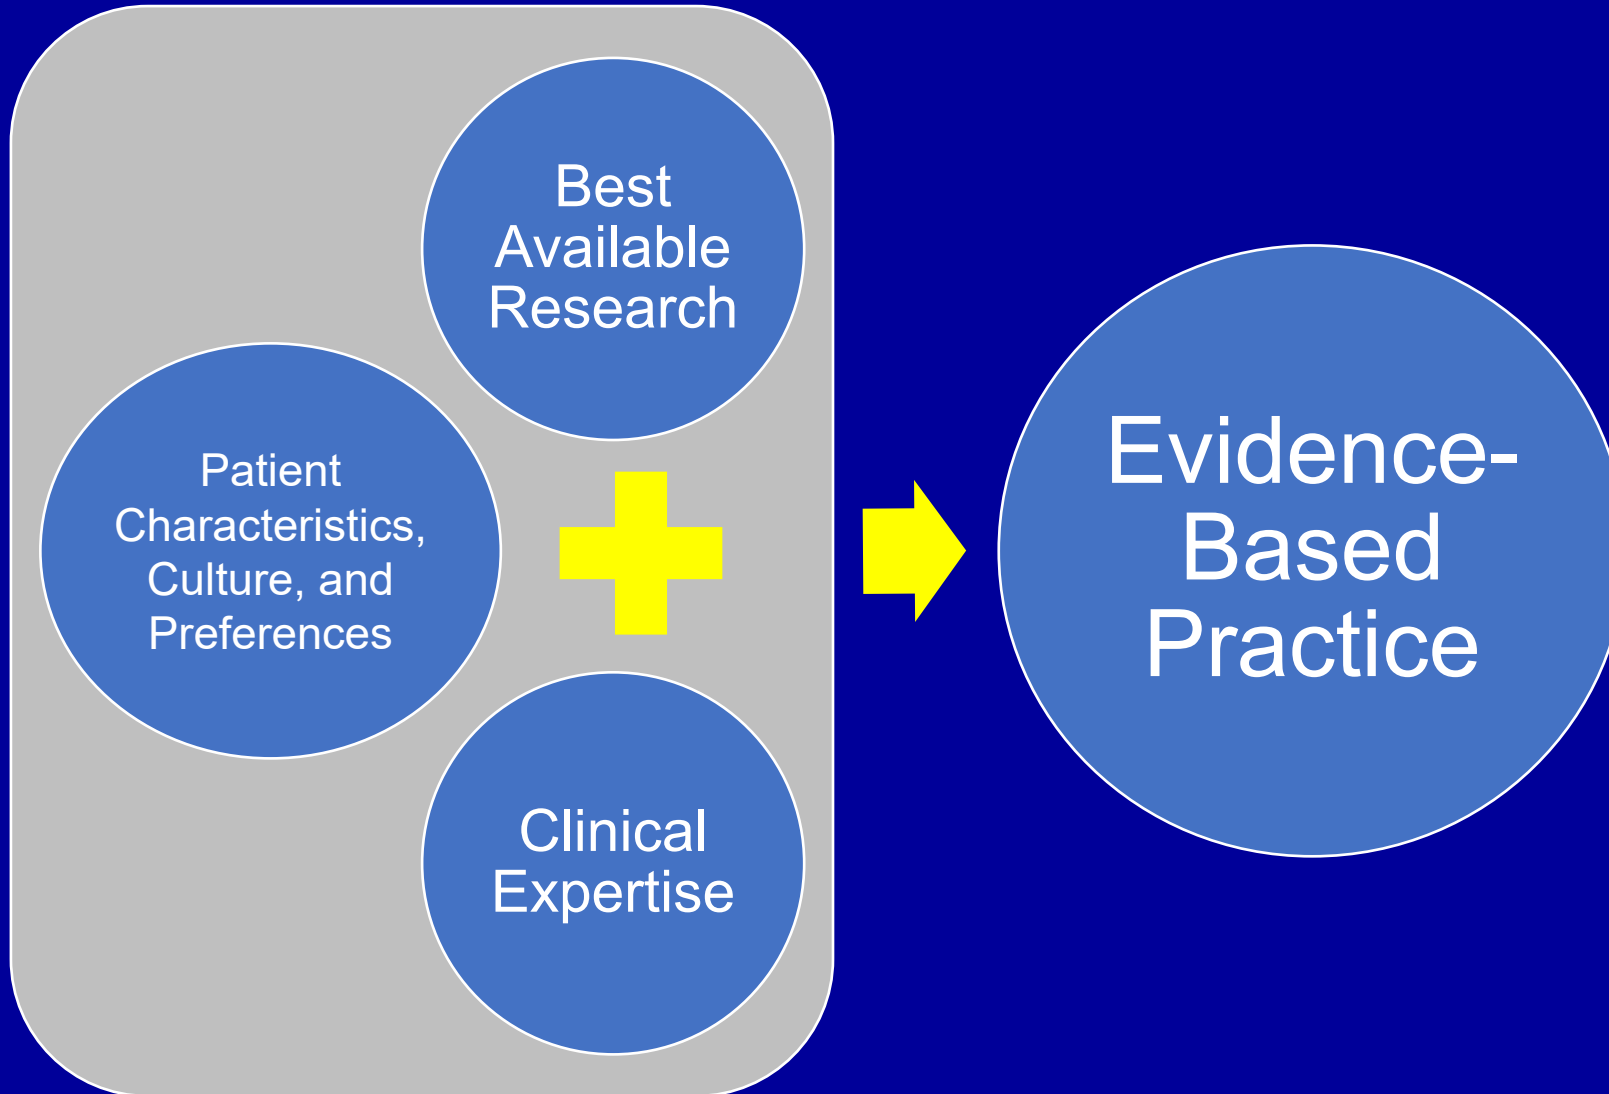 Best
Available
Research
Patient
Characteristics,
Culture, and
Preferences
Clinical
Expertise
Evidence-
Based
Practice